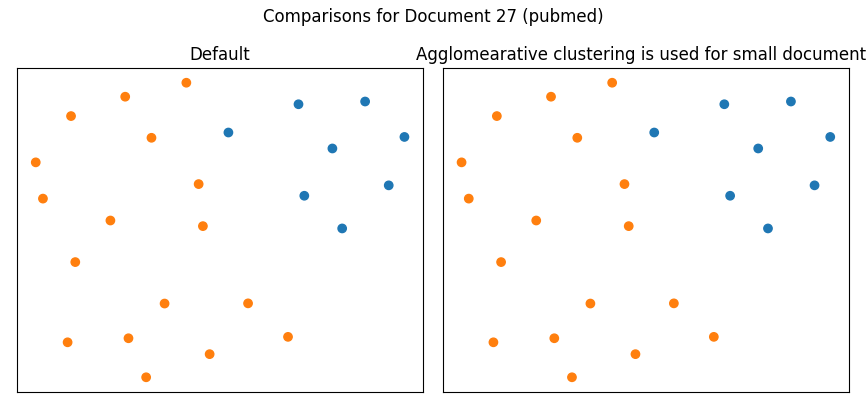 Comparisons for Document 27 (pubmed)
Default
Agglomearative clustering is used for small document